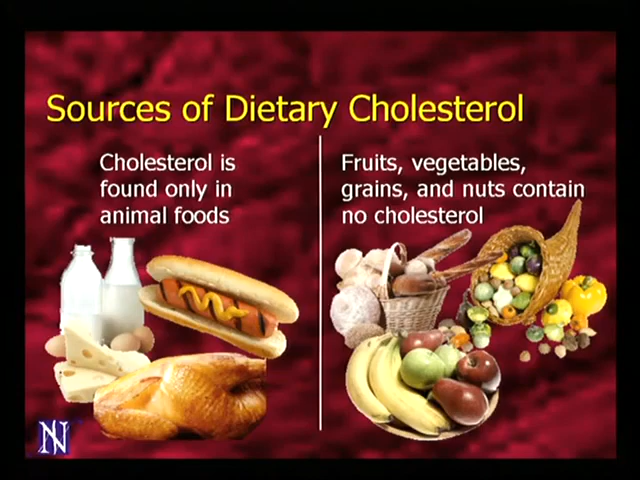 Sources of Dietary Cholesterol
Cholesterol is
found only in
animal foods
Fruits, vegetables,
grains, and nuts contain
no cholesterol
N